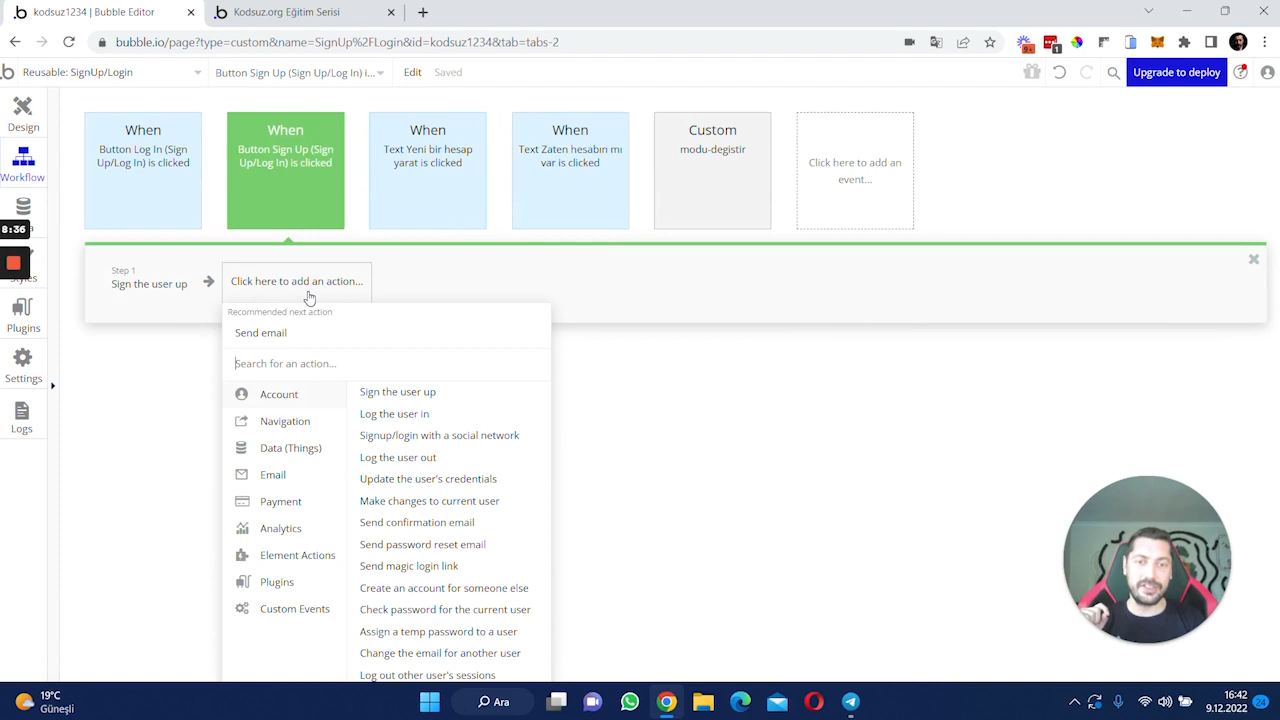 kodsuz1234 | Bubble Editor
Kodsuz.org Eğitim Serisi
bubble.io/page?type=custom&name=SignUp%2FLogin&id=kodsuz1234&tab=tabs-2
9+
1
Reusable: SignUp/Login
Button Sign Up (Sign Up/Log In) i...
Edit
Saved
Upgrade to deploy
Design
Workflow
8:36
Plugins
Settings
Logs
When
Button Log In (Sign
Up/Log In) is clicked
When
Button Sign Up (Sign
Up/Log In) is clicked
When
Text Yeni bir hesap
yarat is clicked
When
Text Zaten hesabın mı
var is clicked
Custom
modu-degistir
Click here to add an
event...
Step 1
Sign the user up
Click here to add an action...
Recommended next action
Send email
Search for an action...
Account
Navigation
Data (Things)
Email
Payment
Analytics
Element Actions
Plugins
Custom Events
Sign the user up
Log the user in
Signup/login with a social network
Log the user out
Update the user's credentials
Make changes to current user
Send confirmation email
Send password reset email
Send magic login link
Create an account for someone else
Check password for the current user
Assign a temp password to a user
Change the email for another user
Log out other user's sessions
19°C
Güneşli
Ara
16:42
9.12.2022
24